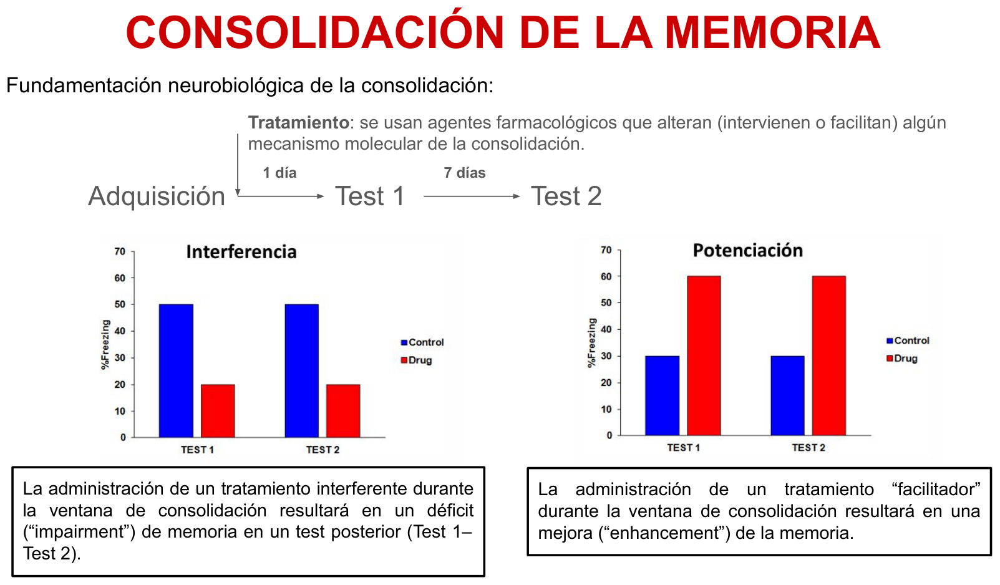 CONSOLIDACIÓN DE LA MEMORIA
Fundamentación neurobiológica de la consolidación:
Tratamiento: se usan agentes farmacológicos que alteran (intervienen o facilitan) algún
mecanismo molecular de la consolidación.
1 día
7 días
Adquisición
Test 1
Test 2
Interferencia
70
60
50
40
30
20
10
0
%Freezing
TEST 1
TEST 2
Control
Drug
Potenciación
70
60
50
40
30
20
10
0
%Freezing
TEST 1
TEST 2
Control
Drug
La administración de un tratamiento interferente durante
la ventana de consolidación resultará en un déficit
(“impairment”) de memoria en un test posterior (Test 1–
Test 2).
La administración de un tratamiento “facilitador”
durante la ventana de consolidación resultará en una
mejora (“enhancement”) de la memoria.